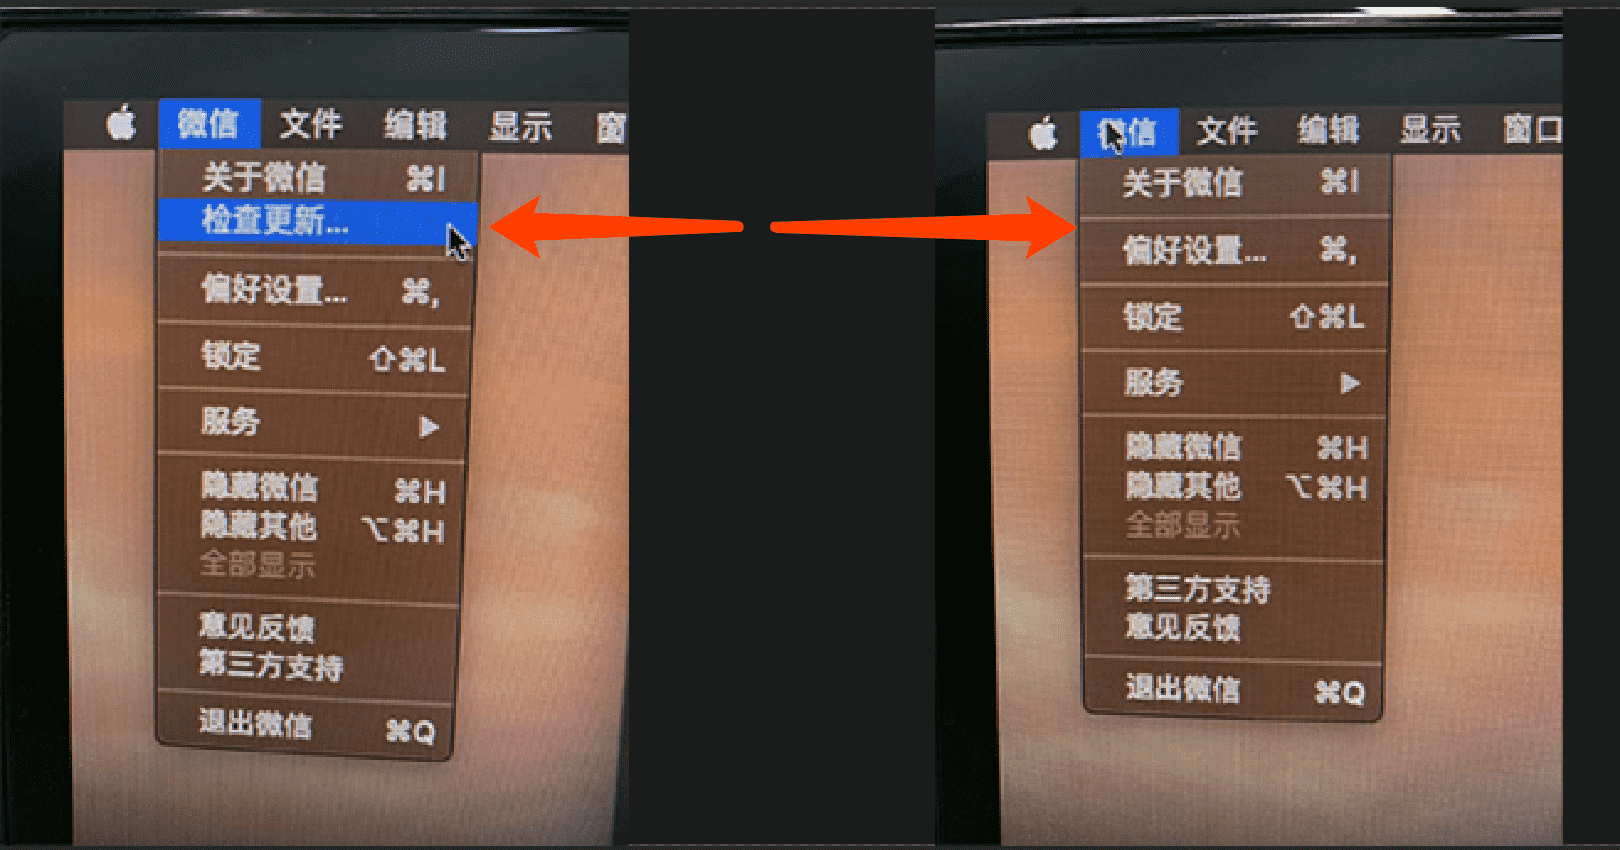 微信 文件 编辑 显示 窗
关于微信 ⌘I
检查更新...
偏好设置... ⌘,
锁定 ⇧⌘L
服务 ▶
隐藏微信 ⌘H
隐藏其他 ⌥⌘H
全部显示
意见反馈
第三方支持
退出微信 ⌘Q
微信 文件 编辑 显示 窗口
关于微信 ⌘I
偏好设置... ⌘,
锁定 ⇧⌘L
服务 ▶
隐藏微信 ⌘H
隐藏其他 ⌥⌘H
全部显示
第三方支持
意见反馈
退出微信 ⌘Q